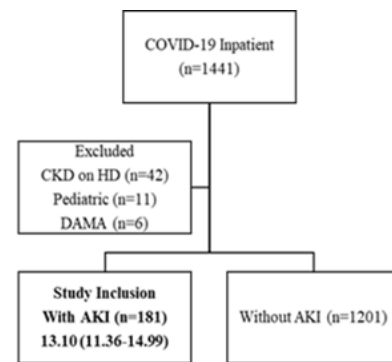 COVID-19 Inpatient
(n=1441)
Excluded
CKD on HD (n=42)
Pediatric (n=11)
DAMA (n=6)
Study Inclusion
With AKI (n=181)
13.10 (11.36-14.99)
Without AKI (n=1201)